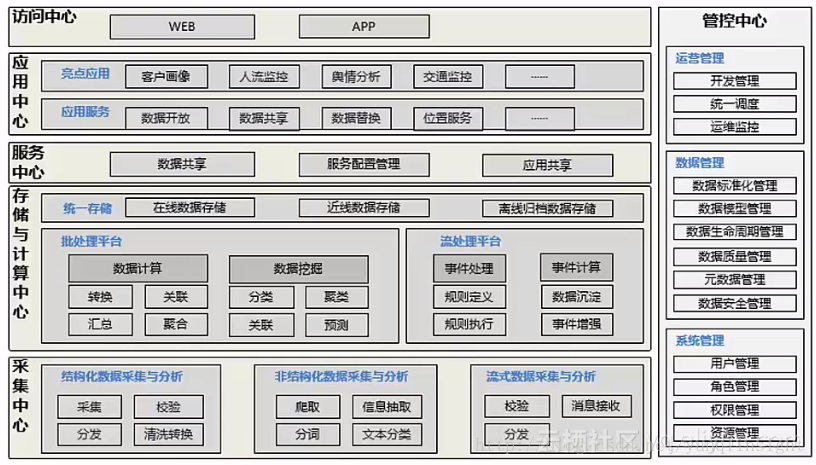 访问中心
WEB
APP
应用中心
亮点应用
客户画像
人流监控
舆情分析
交通监控
......
应用服务
数据开放
数据共享
数据替换
位置服务
......
服务中心
数据共享
服务配置管理
应用共享
存储与计算中心
统一存储
在线数据存储
近线数据存储
离线归档数据存储
批处理平台
数据计算
数据挖掘
转换
关联
分类
聚类
汇总
聚合
关联
预测
流处理平台
事件处理
事件计算
规则定义
数据沉淀
规则执行
事件增强
采集中心
结构化数据采集与分析
采集
校验
分发
清洗转换
非结构化数据采集与分析
爬取
信息抽取
分词
文本分类
流式数据采集与分析
校验
消息接收
分发
管控中心
运营管理
开发管理
统一调度
运维监控
数据管理
数据标准化管理
数据模型管理
数据生命周期管理
数据质量管理
元数据管理
数据安全管理
系统管理
用户管理
角色管理
权限管理
资源管理
云栖社区